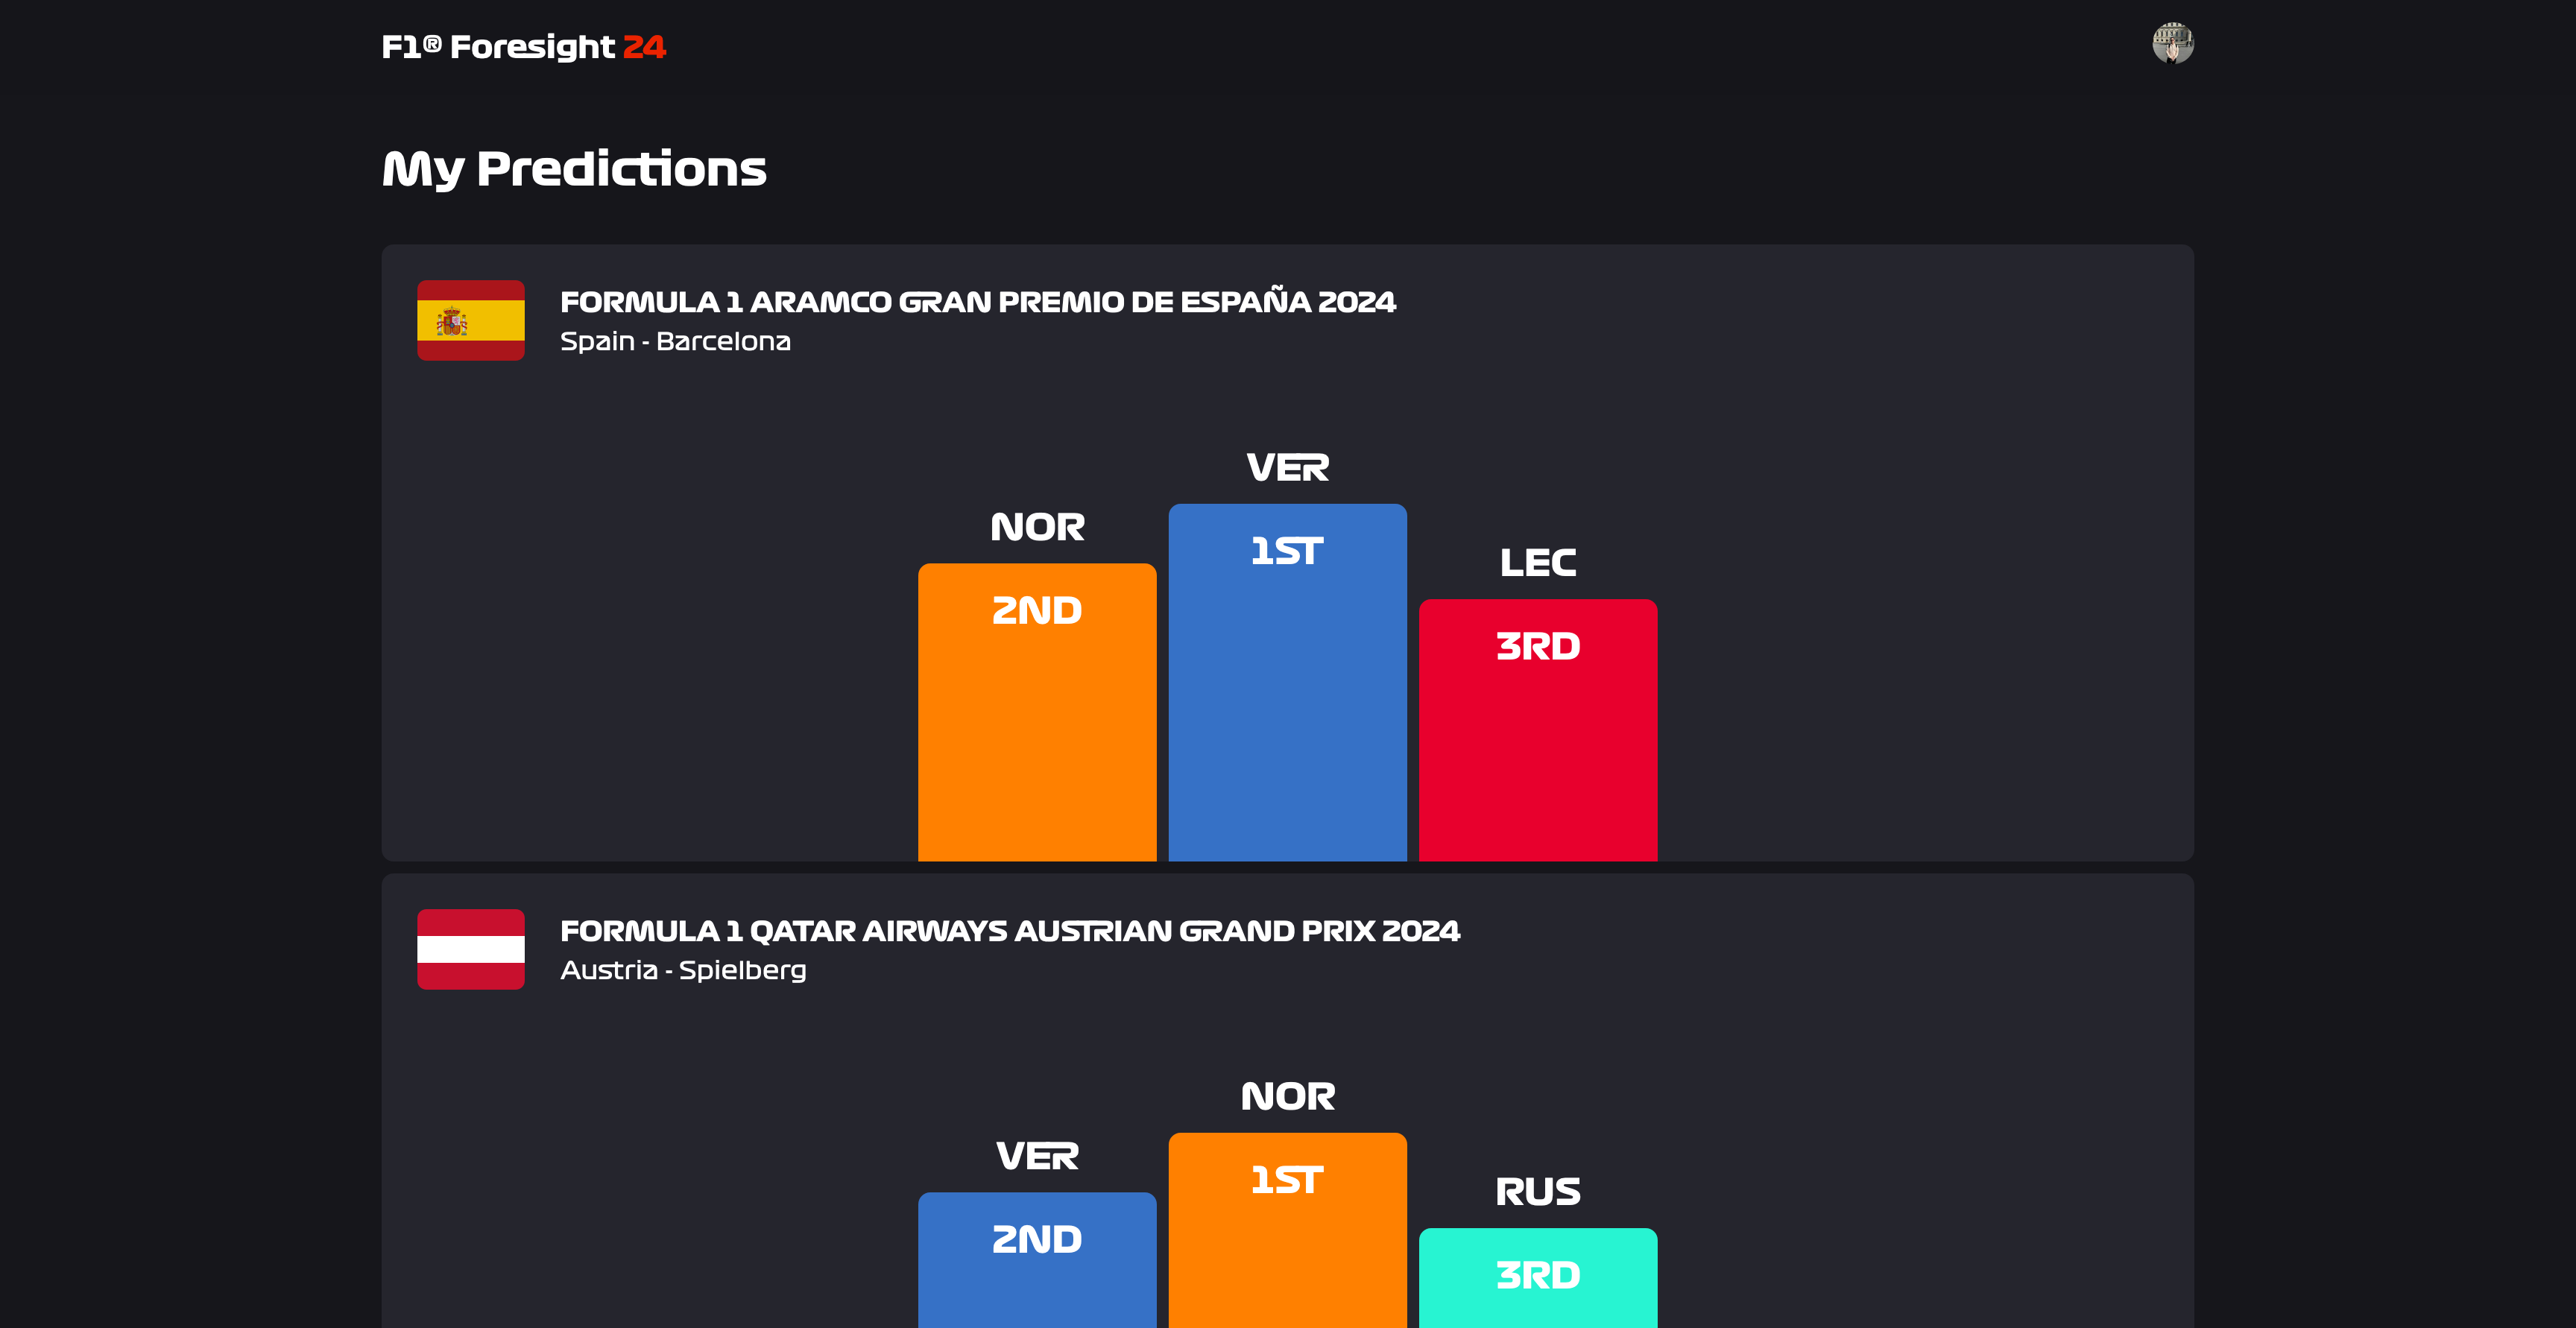 F1® Foresight 24
My Predictions
FORMULA 1 ARAMCO GRAN PREMIO DE ESPAÑA 2024
Spain - Barcelona
VER
NOR
1ST
LEC
2ND
3RD
FORMULA 1 QATAR AIRWAYS AUSTRIAN GRAND PRIX 2024
Austria - Spielberg
NOR
VER
1ST
RUS
2ND
3RD